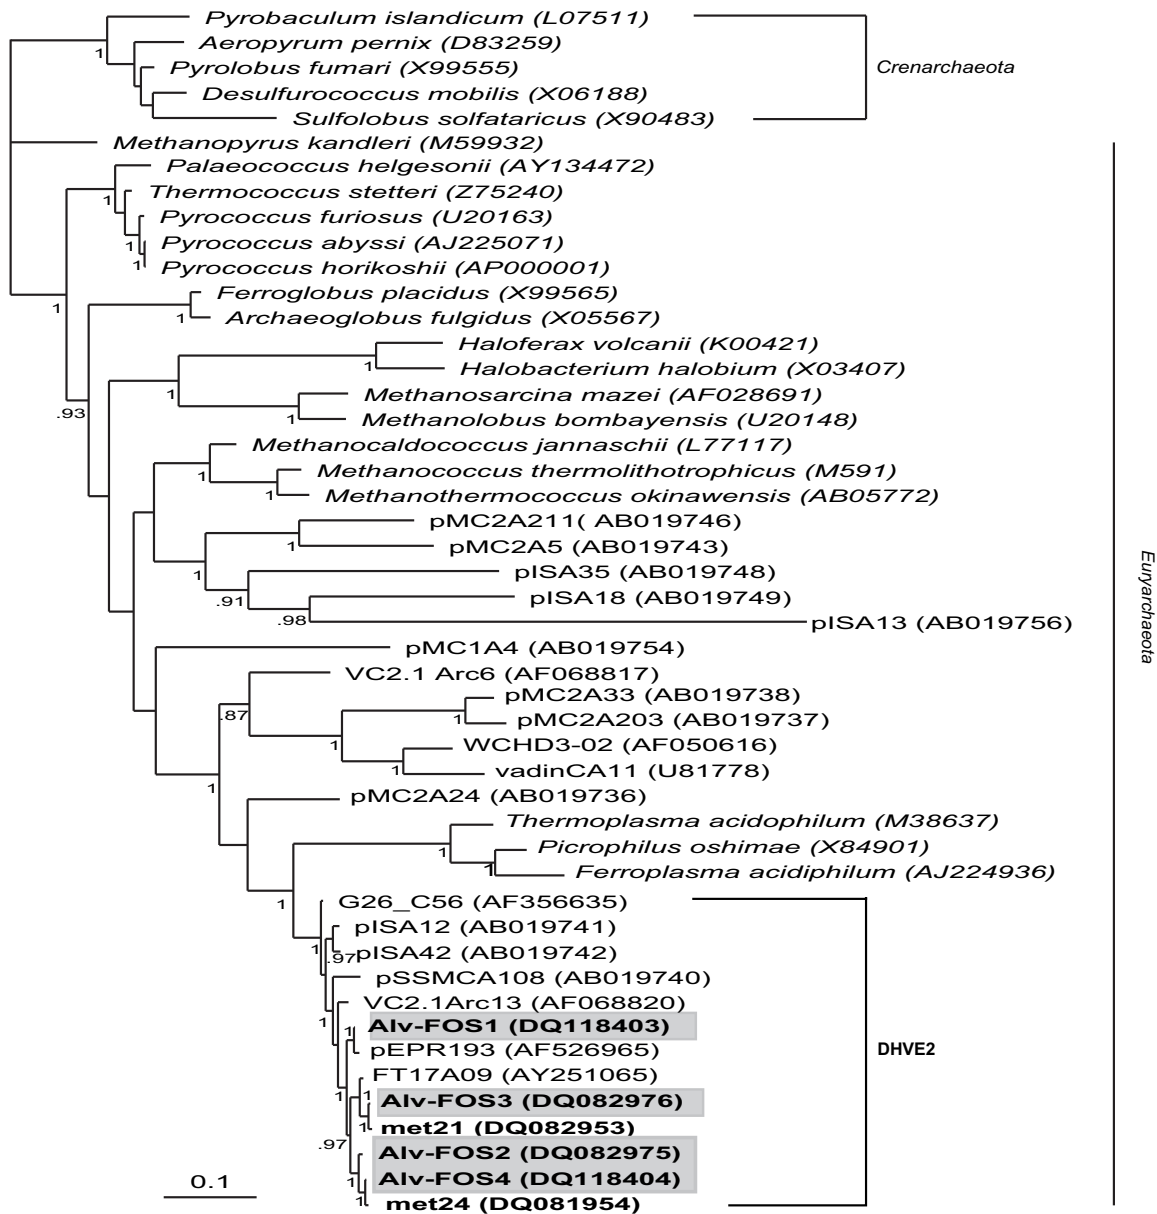 Pyrobaculum islandicum (L07511)
Aeropyrum pernix (D83259)
1
Pyrolobus fumari (X99555)
Crenarchaeota
Desulfurococcus mobilis (X06188)
Sulfolobus solfataricus (X90483)
Methanopyrus kandleri (M59932)
Palaeococcus helgesonii (AY134472)
Thermococcus stetteri (Z75240)
1
Pyrococcus furiosus (U20163)
Pyrococcus abyssi (AJ225071)
1
Pyrococcus horikoshii (AP000001)
1
Ferroglobus placidus (X99565)
1
Archaeoglobus fulgidus (X05567)
1
Haloferax volcanii (K00421)
Halobacterium halobium (X03407)
1
Methanosarcina mazei (AF028691)
1
.93
Methanolobus bombayensis (U20148)
1
Methanocaldococcus jannaschii (L77117)
Methanococcus thermolithotrophicus (M591)
1
Methanothermococcus okinawensis (AB05772)
1
pMC2A211( AB019746)
pMC2A5 (AB019743)
1
pISA35 (AB019748)
1
pISA18 (AB019749)
.91
pISA13 (AB019756)
.98
Euryarchaeota
pMC1A4 (AB019754)
VC2.1 Arc6 (AF068817)
pMC2A33 (AB019738)
pMC2A203 (AB019737)
.87
1
WCHD3-02 (AF050616)
1
vadinCA11 (U81778)
1
1
pMC2A24 (AB019736)
Thermoplasma acidophilum (M38637)
Picrophilus oshimae (X84901)
1
Ferroplasma acidiphilum (AJ224936)
1
G26_C56 (AF356635)
1
pISA12 (AB019741)
pISA42 (AB019742)
1
.97
pSSMCA108 (AB019740)
VC2.1Arc13 (AF068820)
Alv-FOS1 (DQ118403)
1
1
pEPR193 (AF526965)
DHVE2
FT17A09 (AY251065)
1
1
Alv-FOS3 (DQ082976)
met21 (DQ082953)
1
.97
Alv-FOS2 (DQ082975)
Alv-FOS4 (DQ118404)
1
met24 (DQ081954)
1
0.1